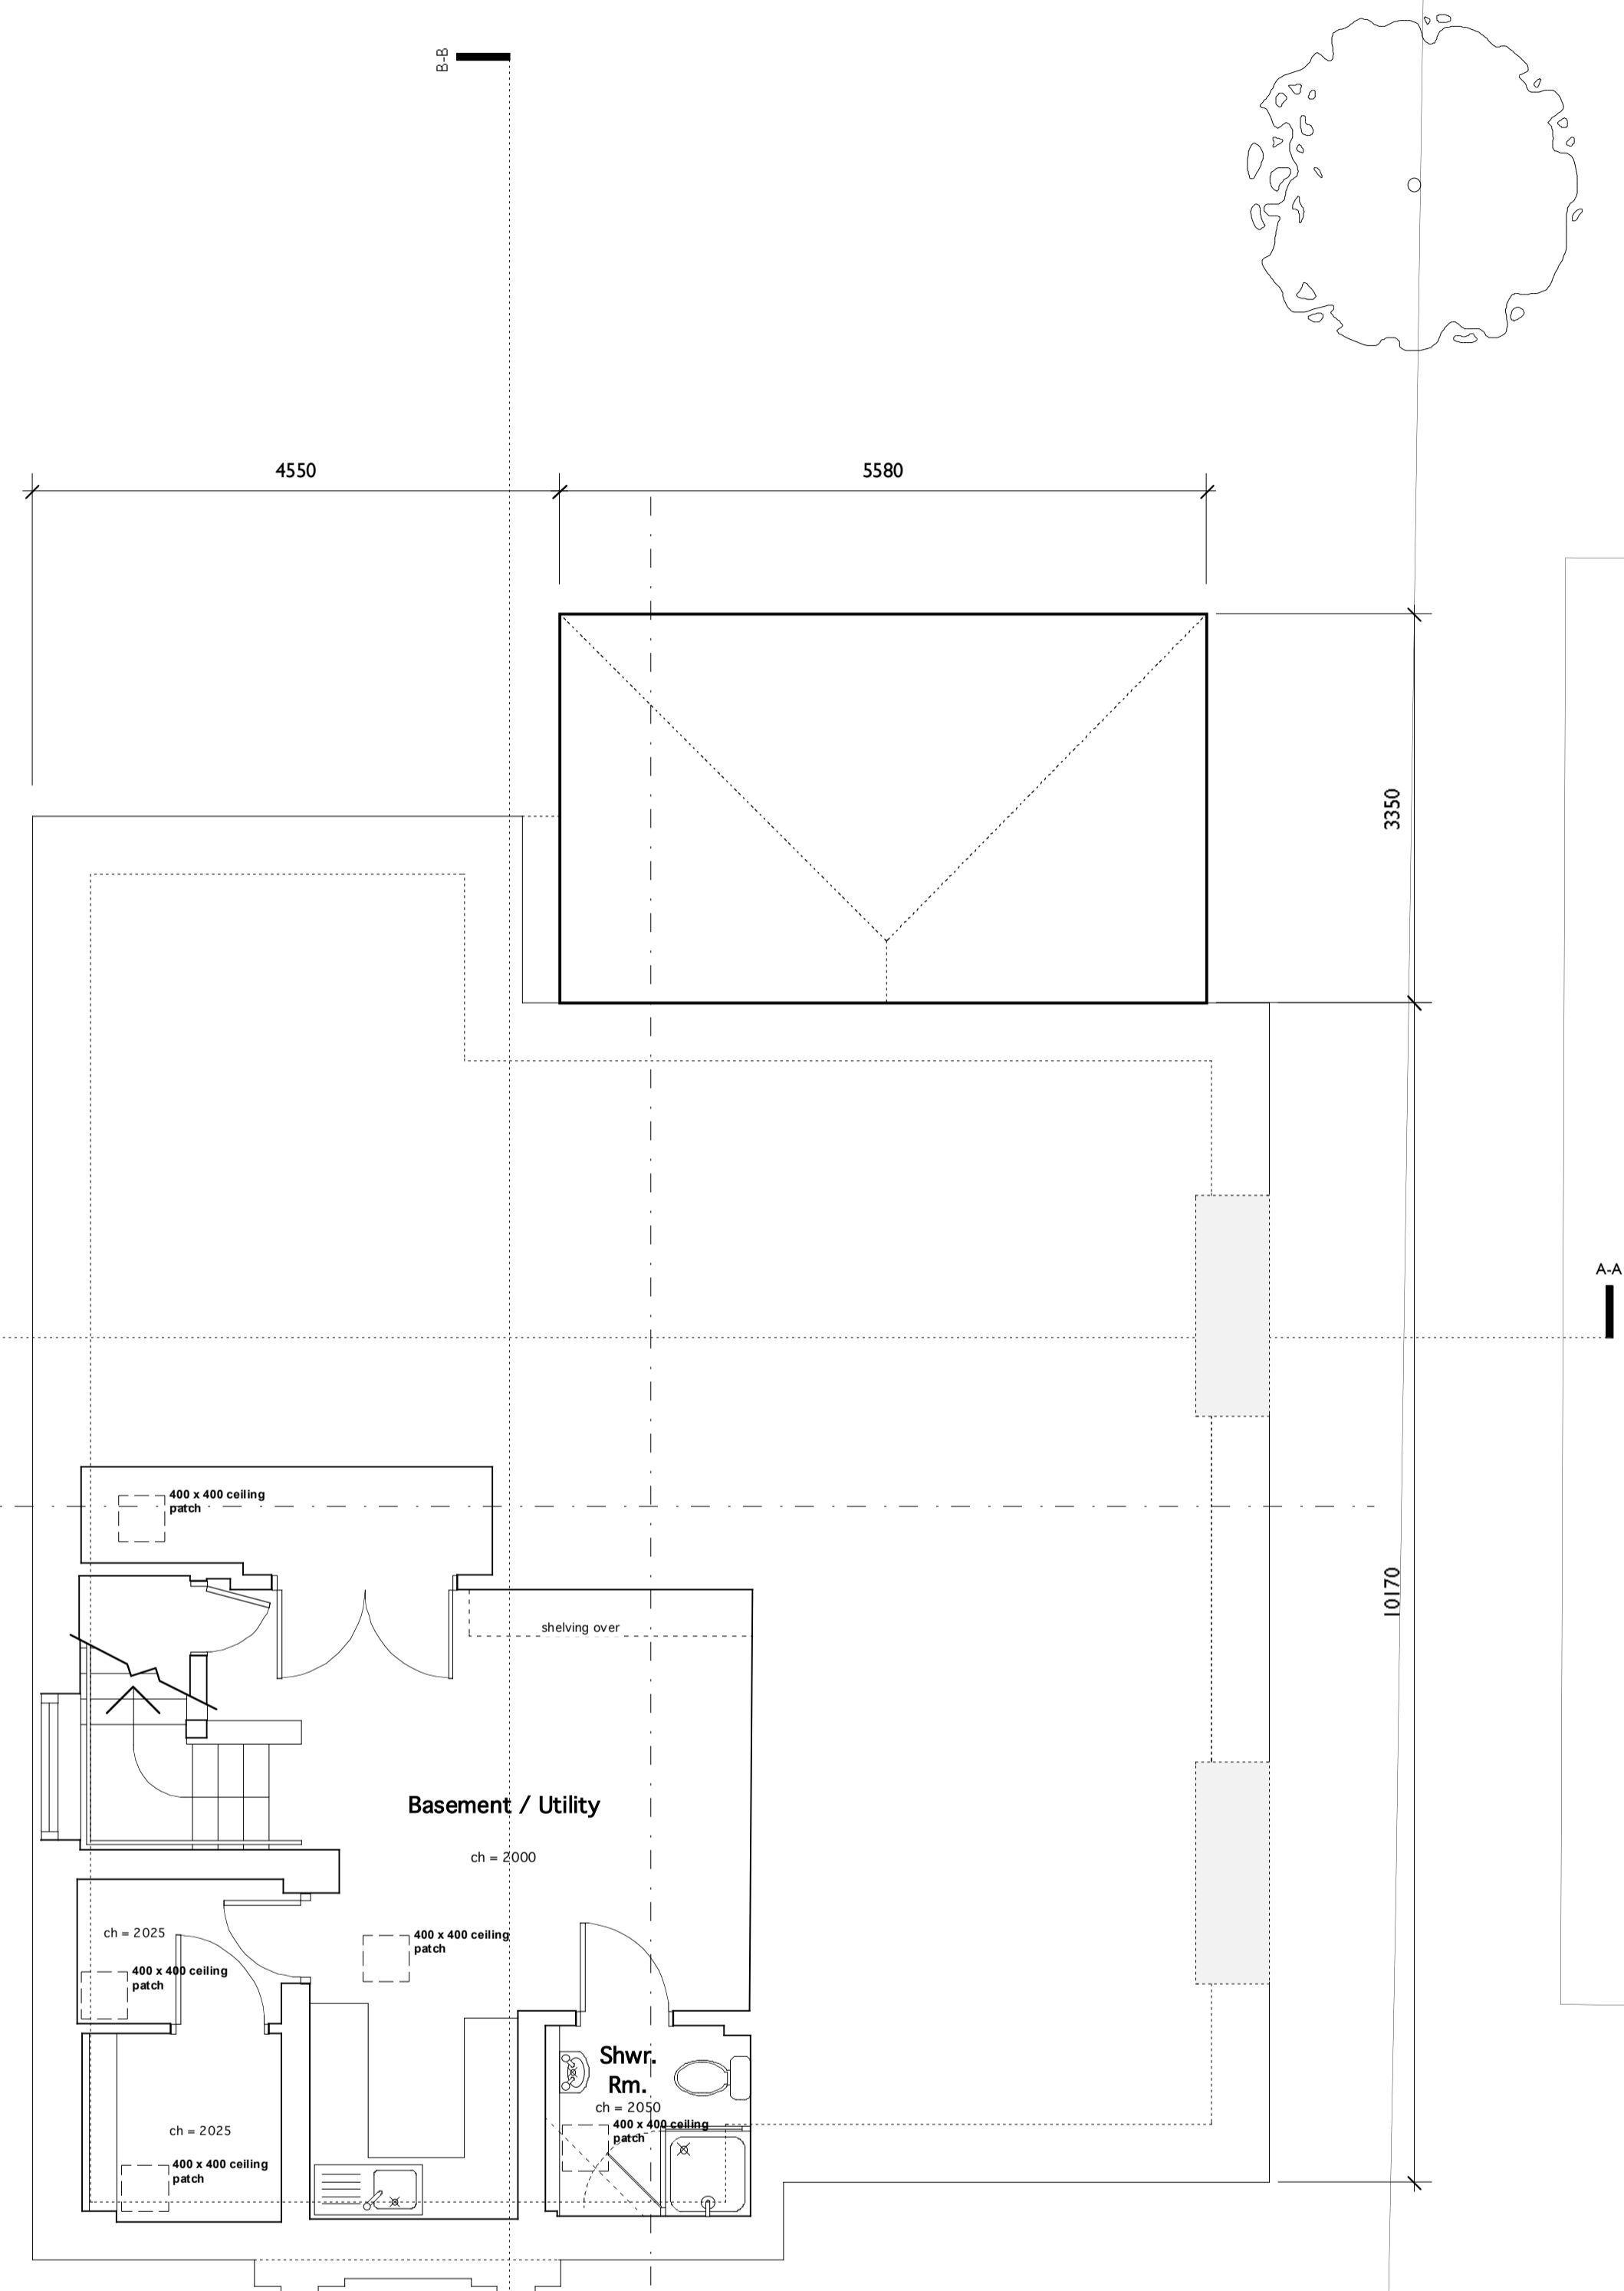 B-B
4550
5580
3350
A-A
400 x 400 ceiling
patch
10170
shelving over
Basement / Utility
ch = 2000
ch = 2025
400 x 400 ceiling
patch
400 x 400 ceiling
patch
Shwr.
Rm.
ch = 2050
400 x 400 ceiling
patch
ch = 2025
400 x 400 ceiling
patch